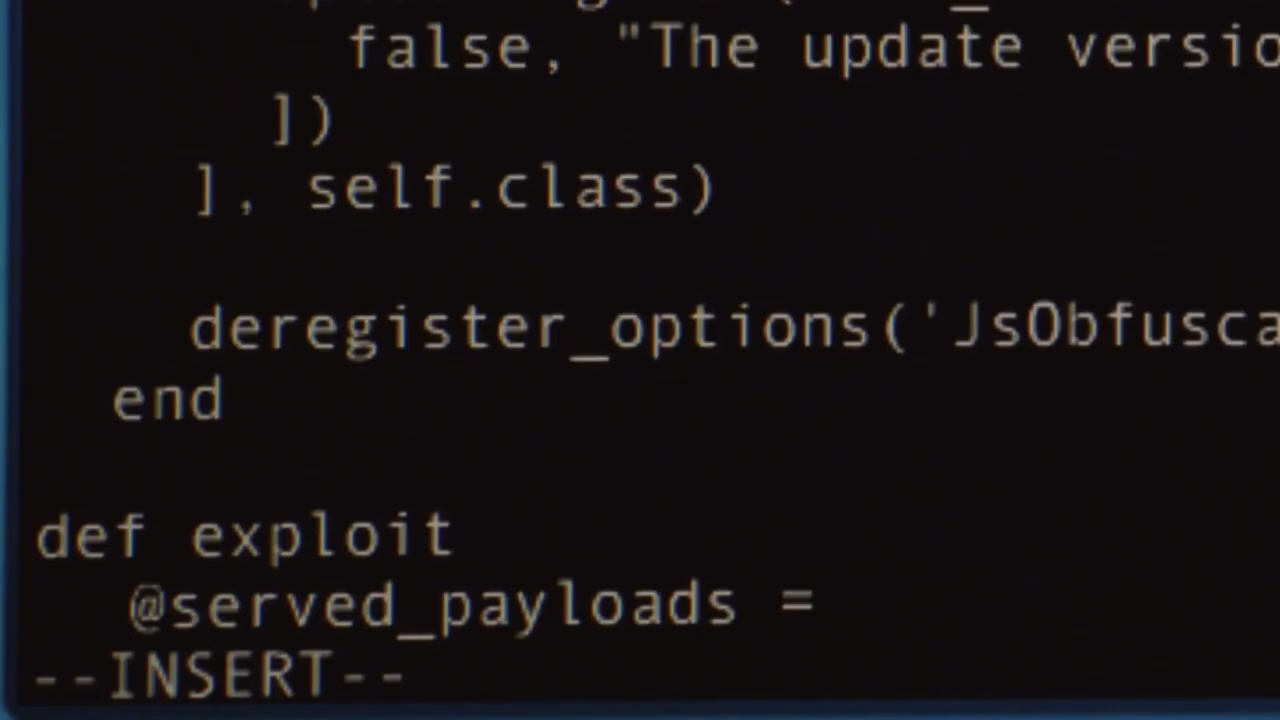 false, "The update versio
])
], self.class)
deregister_options('JsObfusca
end
def exploit
@served_payloads =
--INSERT--